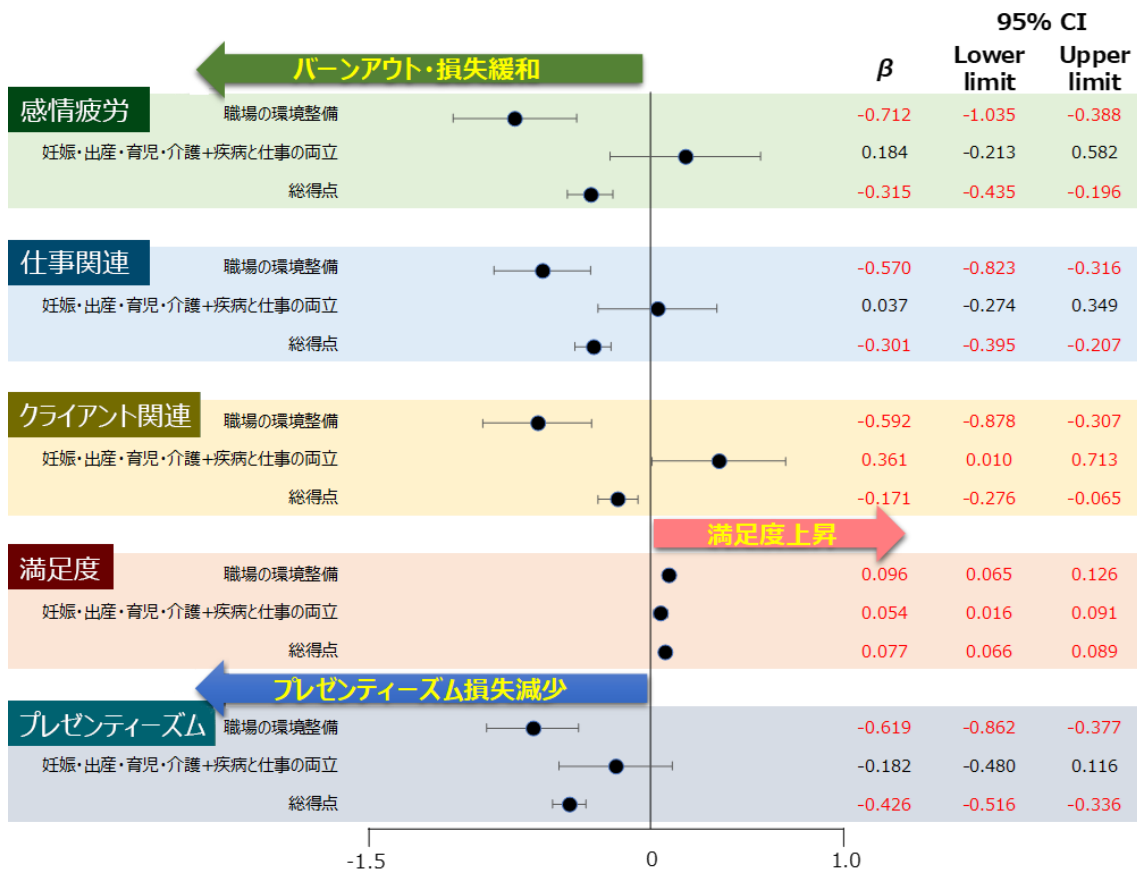 95% CI
バーンアウト・損失緩和
β Lower limit Upper limit
感情疲労
職場の環境整備 -0.712 -1.035 -0.388
妊娠・出産・育児・介護+疾病と仕事の両立 0.184 -0.213 0.582
総得点 -0.315 -0.435 -0.196
仕事関連
職場の環境整備 -0.570 -0.823 -0.316
妊娠・出産・育児・介護+疾病と仕事の両立 0.037 -0.274 0.349
総得点 -0.301 -0.395 -0.207
クライアント関連
職場の環境整備 -0.592 -0.878 -0.307
妊娠・出産・育児・介護+疾病と仕事の両立 0.361 0.010 0.713
総得点 -0.171 -0.276 -0.065
満足度上昇
満足度
職場の環境整備 0.096 0.065 0.126
妊娠・出産・育児・介護+疾病と仕事の両立 0.054 0.016 0.091
総得点 0.077 0.066 0.089
プレゼンティーズム損失減少
プレゼンティーズム
職場の環境整備 -0.619 -0.862 -0.377
妊娠・出産・育児・介護+疾病と仕事の両立 -0.182 -0.480 0.116
総得点 -0.426 -0.516 -0.336
-1.5 0 1.0